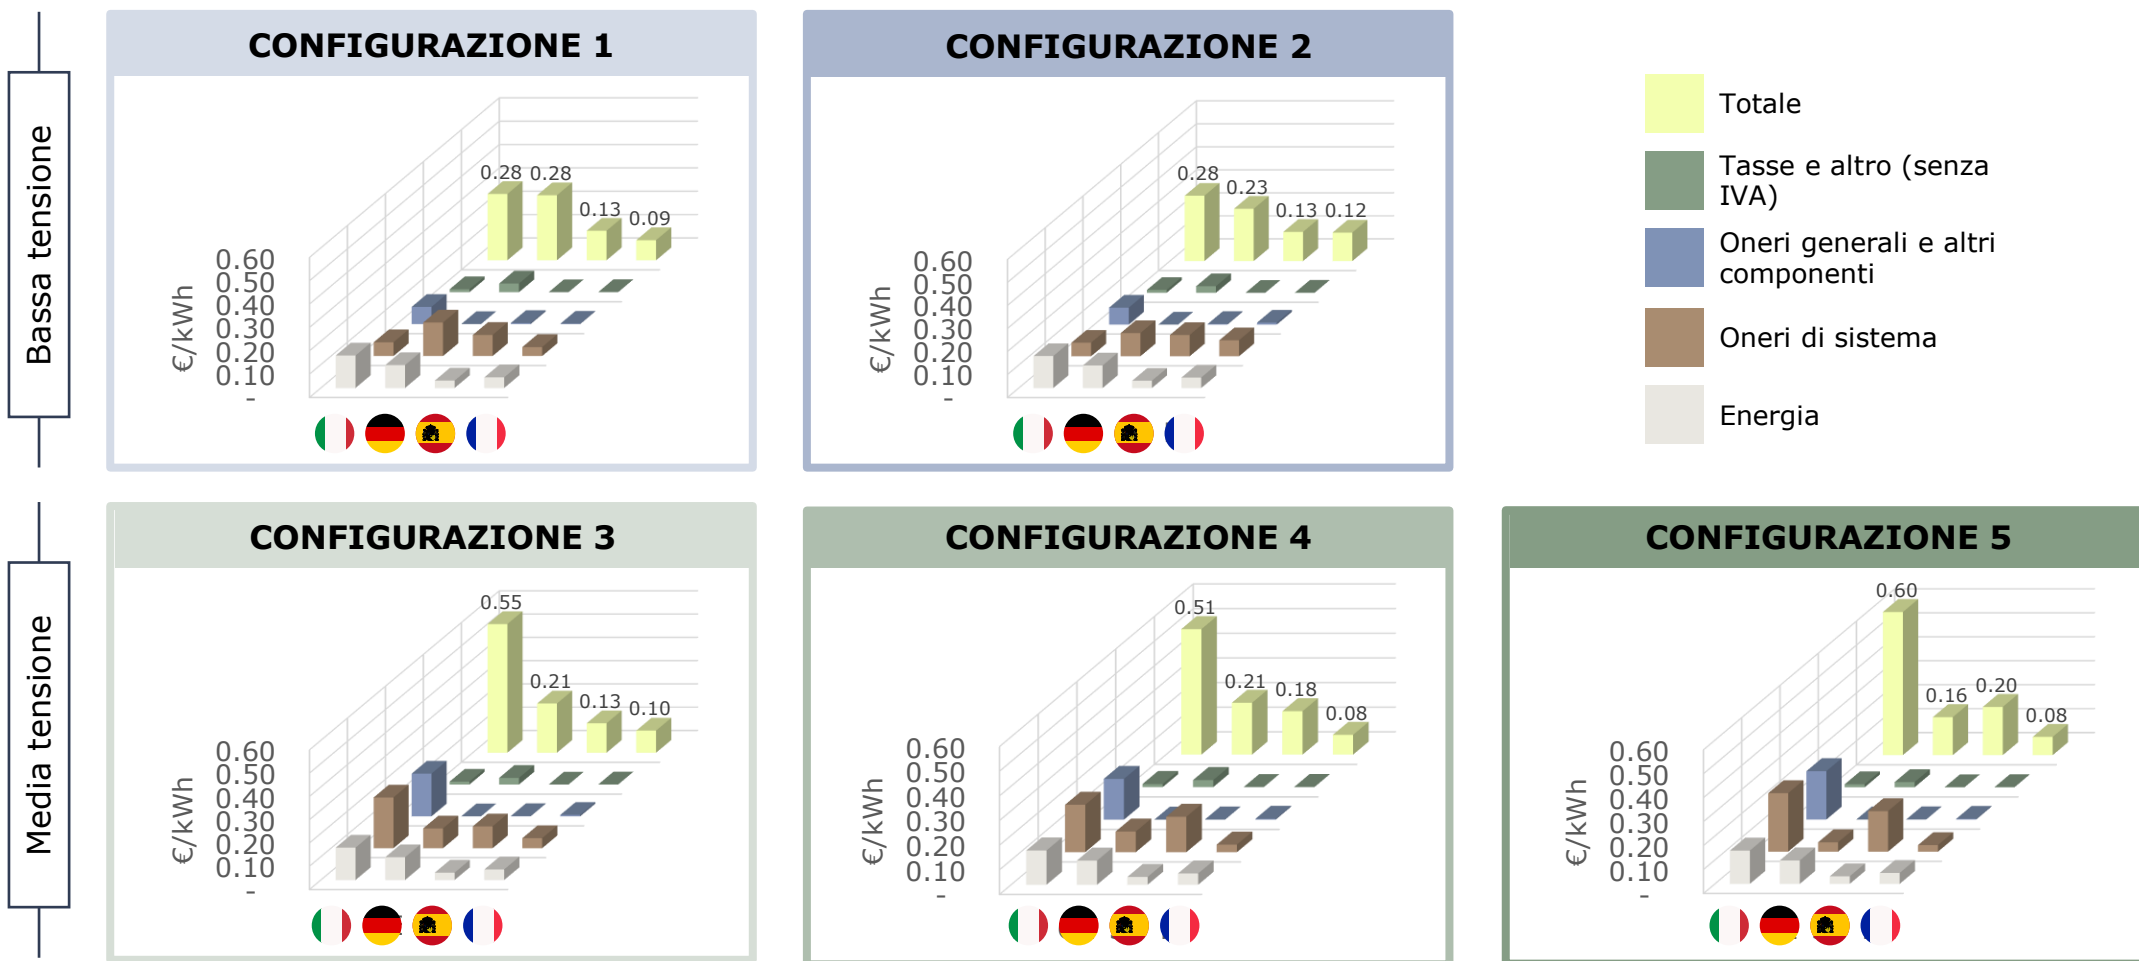 Bassa tensione
CONFIGURAZIONE 1
€/kWh
0.60
0.50
0.40
0.30
0.20
0.10
-
0.28
0.28
0.13
0.09
CONFIGURAZIONE 2
€/kWh
0.60
0.50
0.40
0.30
0.20
0.10
-
0.28
0.23
0.13
0.12
Totale
Tasse e altro (senza
IVA)
Oneri generali e altri
componenti
Oneri di sistema
Energia
Media tensione
CONFIGURAZIONE 3
€/kWh
0.60
0.50
0.40
0.30
0.20
0.10
-
0.55
0.21
0.13
0.10
CONFIGURAZIONE 4
€/kWh
0.60
0.50
0.40
0.30
0.20
0.10
-
0.51
0.21
0.18
0.08
CONFIGURAZIONE 5
€/kWh
0.60
0.50
0.40
0.30
0.20
0.10
-
0.60
0.16
0.20
0.08